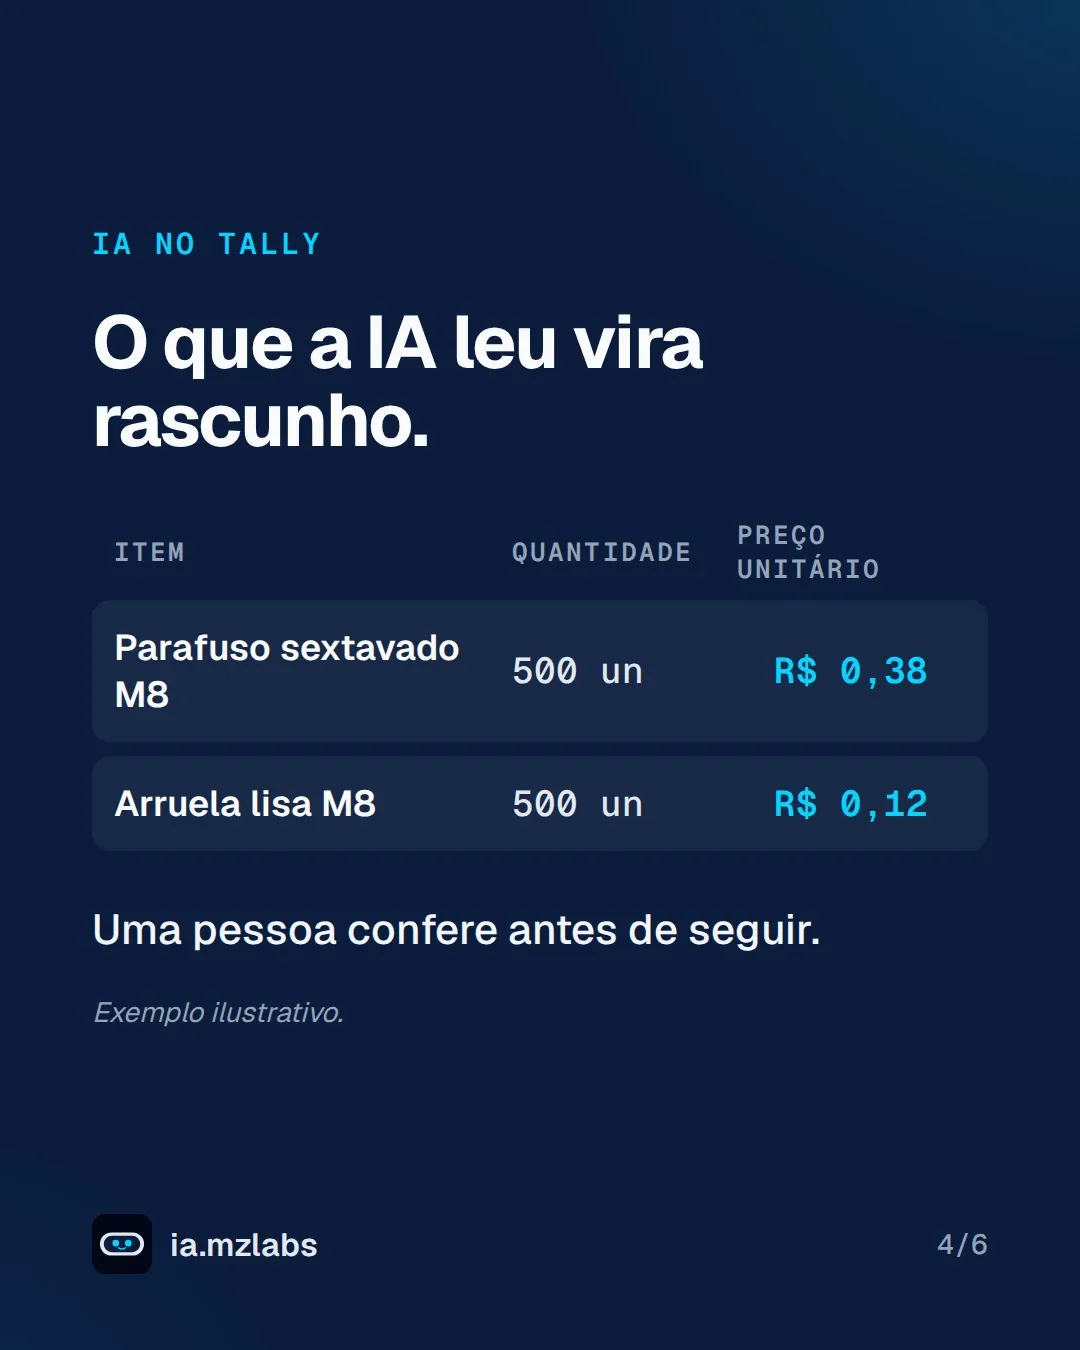 IA NO TALLY
O que a IA leu vira
rascunho.
ITEM QUANTIDADE PREÇO
UNITÁRIO
Parafuso sextavado
M8 500 un R$ 0,38
Arruela lisa M8 500 un R$ 0,12
Uma pessoa confere antes de seguir.
Exemplo ilustrativo.
ia.mzlabs 4/6